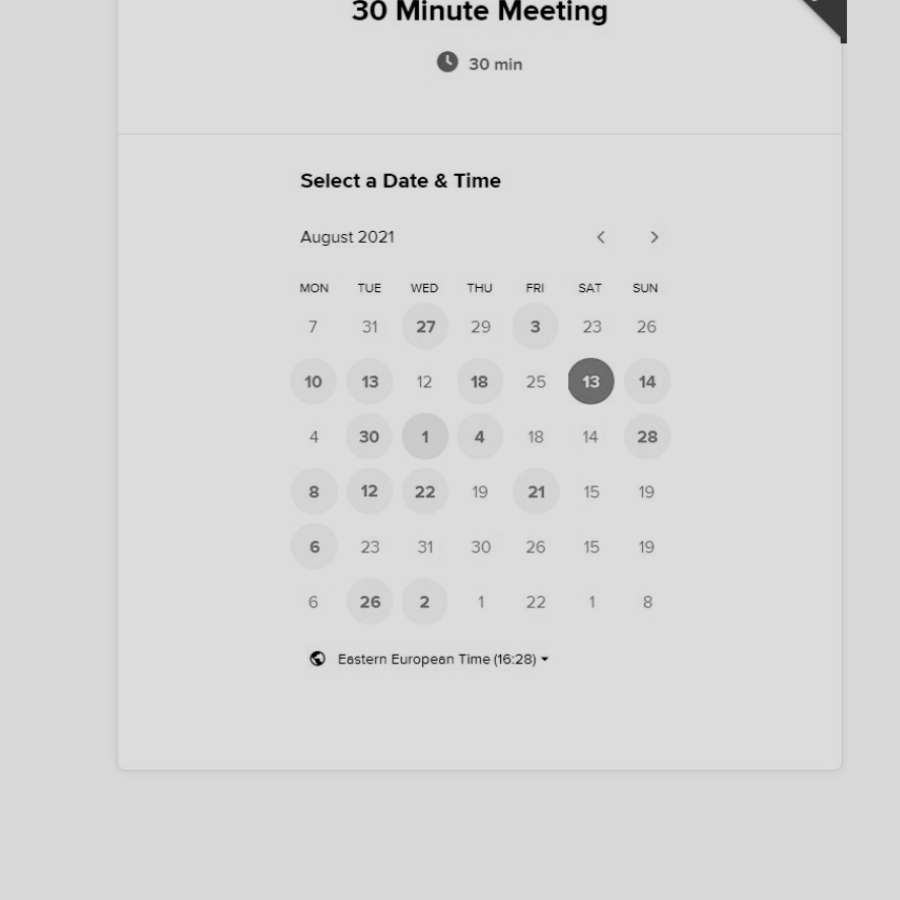 30 Minute Meeting
30 min
Select a Date & Time
August 2021
MON TUE WED THU FRI SAT SUN
7 31 27 29 3 23 26
10 13 12 18 25 13 14
4 30 1 4 18 14 28
8 12 22 19 21 15 19
6 23 31 30 26 15 19
6 26 2 1 22 1 8
Eastern European Time (16:28)